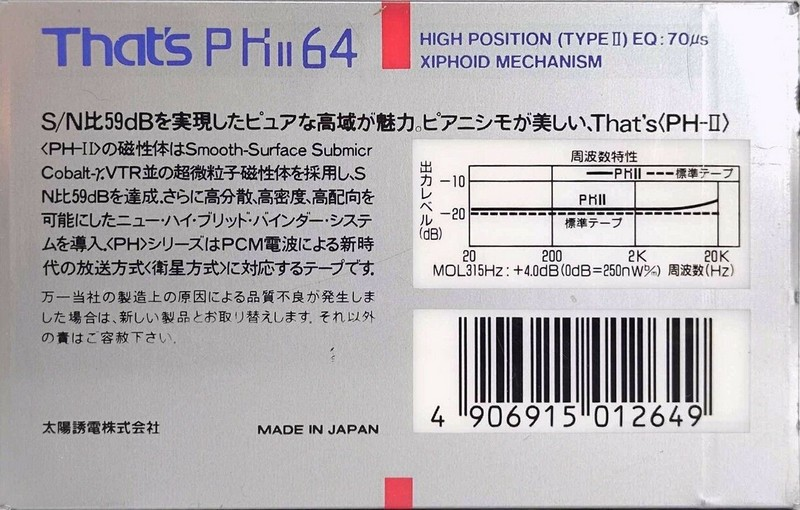 That's PHII64
HIGH POSITION (TYPEII) EQ: 70μs
XIPHOID MECHANISM
S/N比59dBを実現したピュアな高域が魅力。ピアニシモが美しい、That's〈PH-II〉
〈PH-II〉の磁性体はSmooth-Surface Submicr
Cobalt-γ.VTR並の超微粒子磁性体を採用し、S
N比59dBを達成。さらに高分散、高密度、高配向を
可能にしたニュー・ハイ・ブリッド・バインダー・システ
ムを導入。〈PH〉シリーズはPCM電波による新時
代の放送方式〈衛星方式〉に対応するテープです。
万一当社の製造上の原因による品質不良が発生しま
した場合は、新しい製品とお取り替えします. それ以外
の責はご容赦下さい.
太陽誘電株式会社
MADE IN JAPAN
周波数特性
PHII 標準テープ
出力レベル(dB)
-10
PHII
-20
標準テープ
20 200 2K 20K
MOL315Hz: +4.0dB(0dB=250nW‰) 周波数(Hz)
4 906915 012649